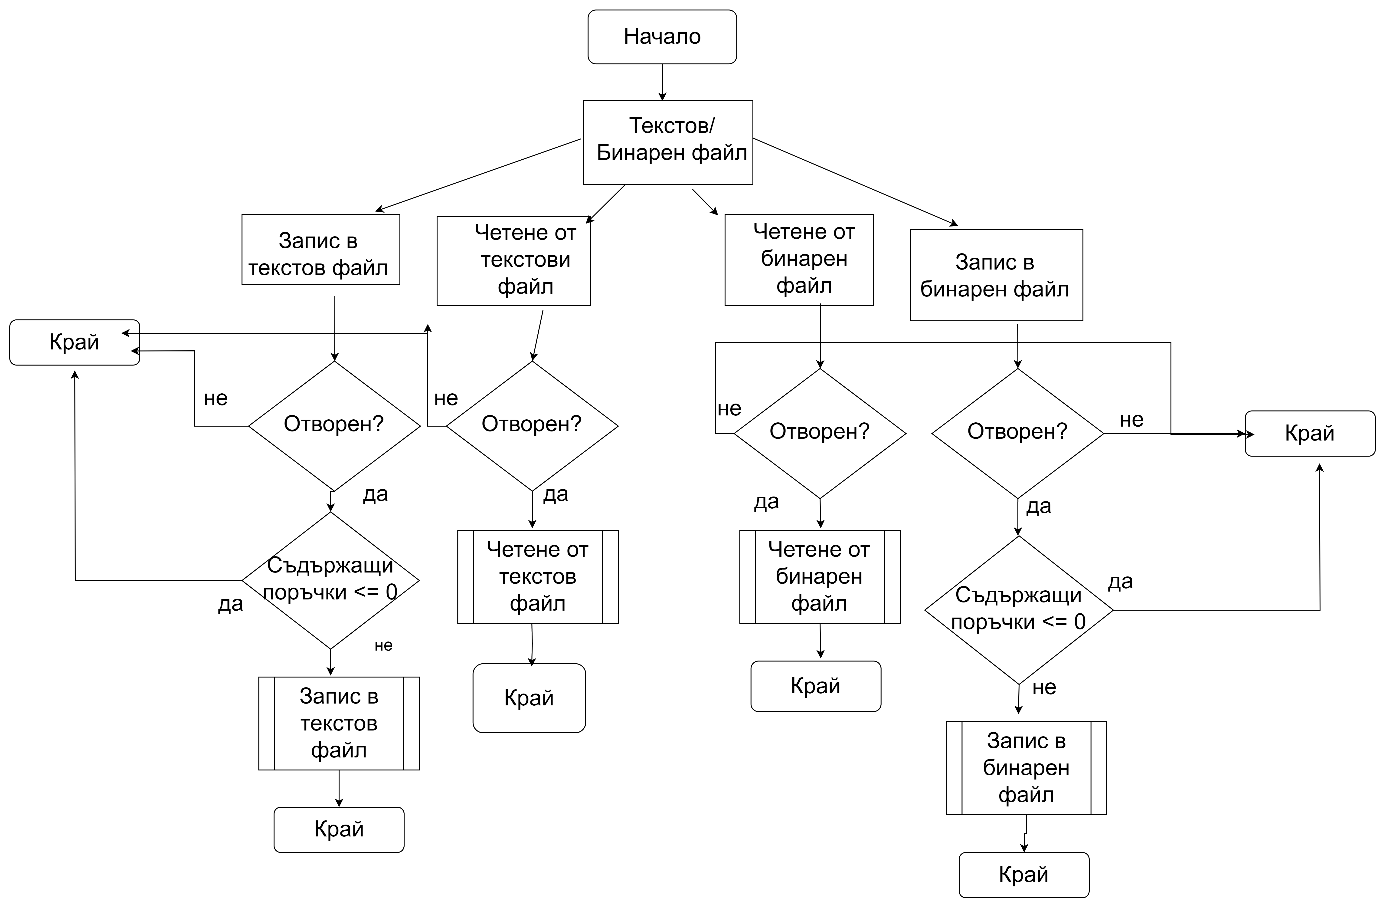 Начало
Текстов/
Бинарен файл
Запис в
текстов файл
Четене от
текстови
файл
Четене от
бинарен
файл
Запис в
бинарен файл
Край
не
Отворен?
да
не
Отворен?
да
не
Отворен?
да
Отворен?
не
да
Край
Съдържащи
поръчки <= 0
да
не
Четене от
текстов
файл
Четене от
бинарен
файл
Съдържащи
поръчки <= 0
да
не
Запис в
текстов
файл
Край
Край
Край
Запис в
бинарен
файл
Край